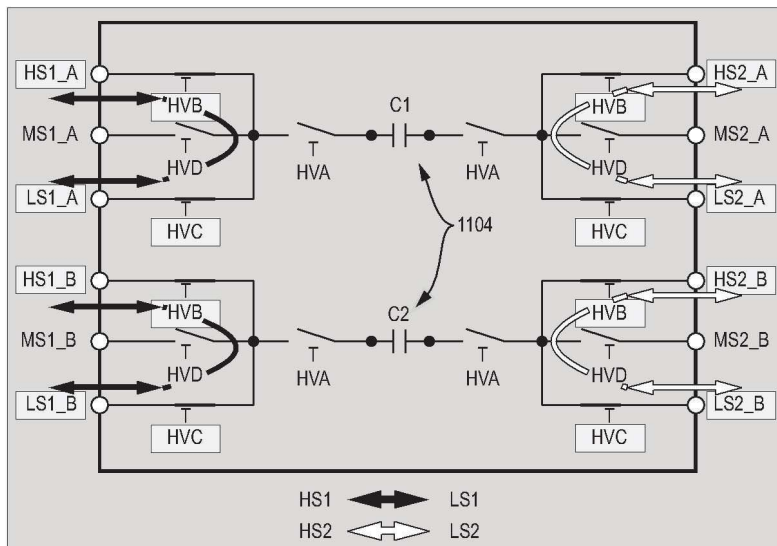 HS1_A
HVB
C1
HVB
HS2_A
MS1_A
MS2_A
HVD
HVA
HVA
HVD
LS1_A
LS2_A
HVC
1104
HVC
HS1_B
HS2_B
HVB
C2
HVB
MS1_B
MS2_B
HVD
HVA
HVA
HVD
LS1_B
LS2_B
HVC
HVC
HS1 LS1
HS2 LS2